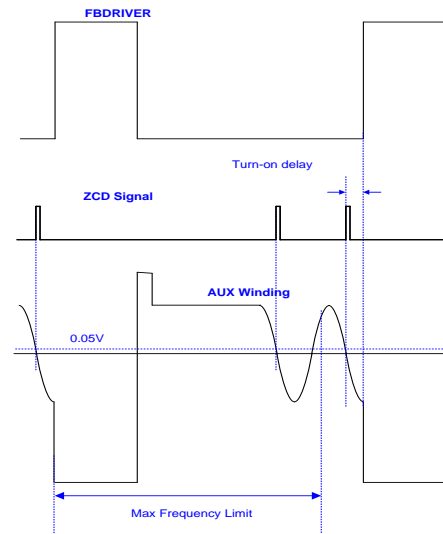 FBDRIVER
Turn-on delay
ZCD Signal
AUX Winding
0.05V
Max Frequency Limit